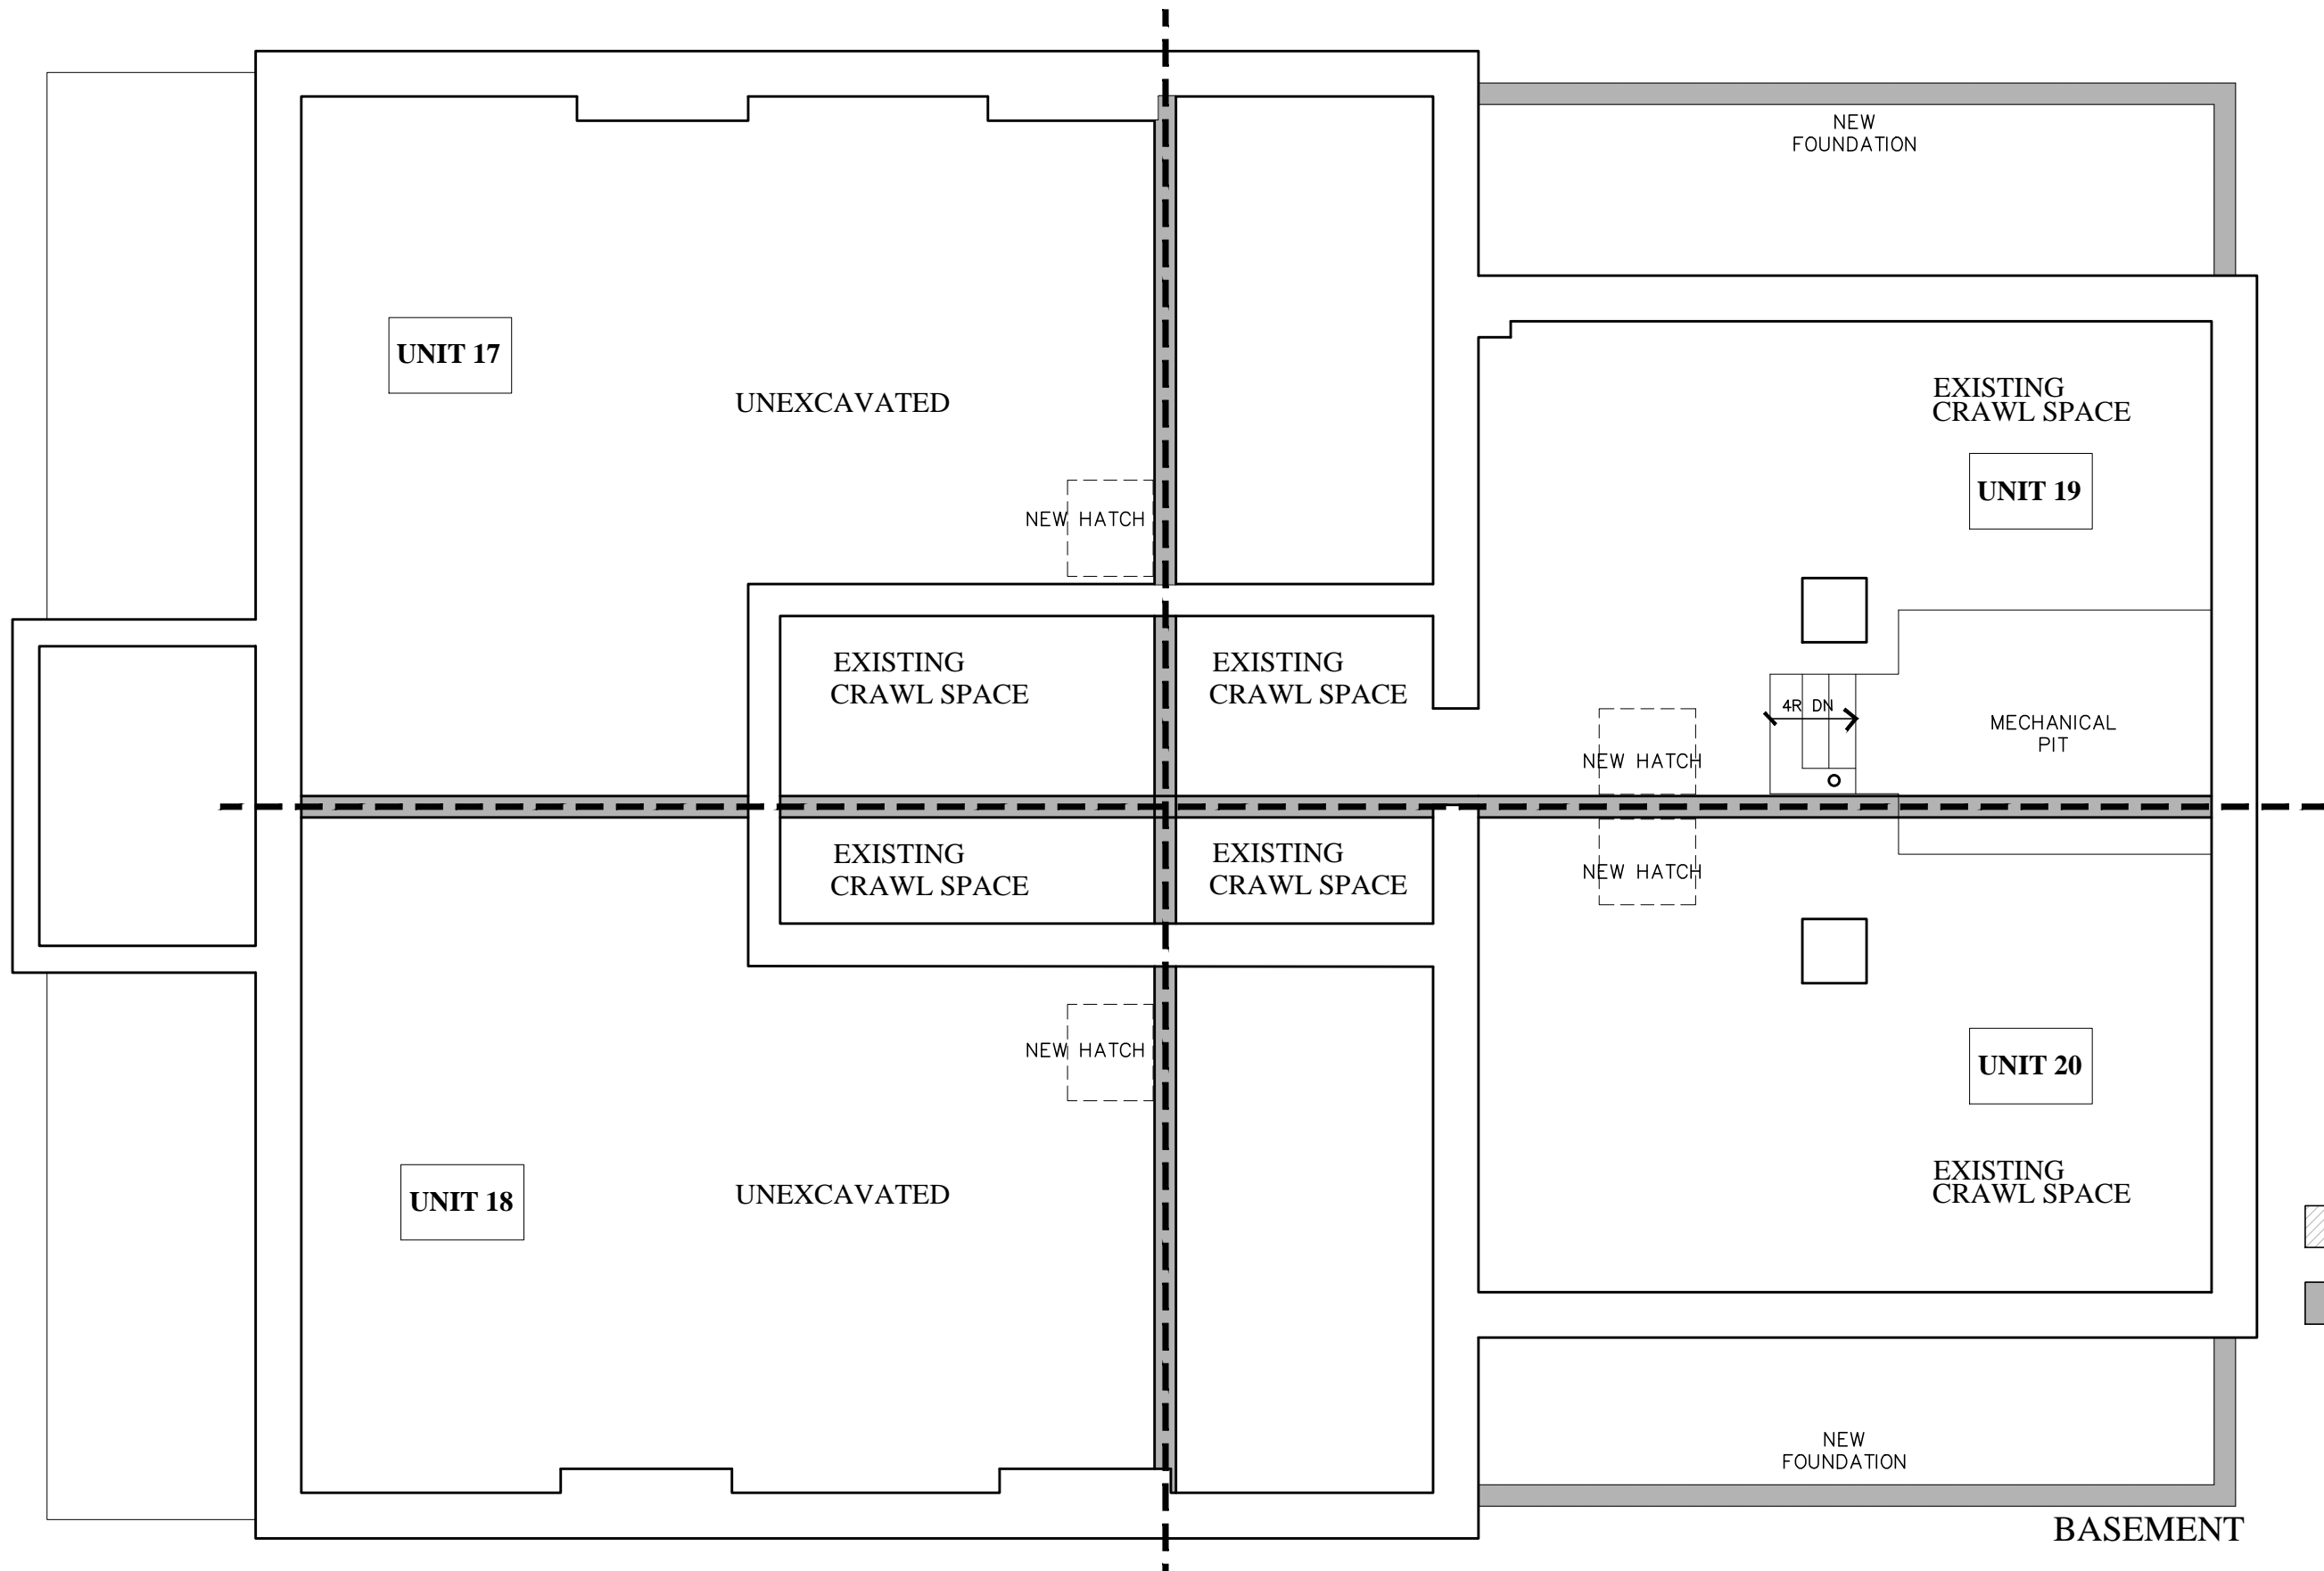 NEW
FOUNDATION
UNIT 17
UNEXCAVATED
EXISTING
CRAWL SPACE
UNIT 19
NEW HATCH
EXISTING
CRAWL SPACE
EXISTING
CRAWL SPACE
4R DN
MECHANICAL
PIT
NEW HATCH
EXISTING
CRAWL SPACE
EXISTING
CRAWL SPACE
NEW HATCH
NEW HATCH
UNIT 20
UNIT 18
UNEXCAVATED
EXISTING
CRAWL SPACE
NEW
FOUNDATION
BASEMENT